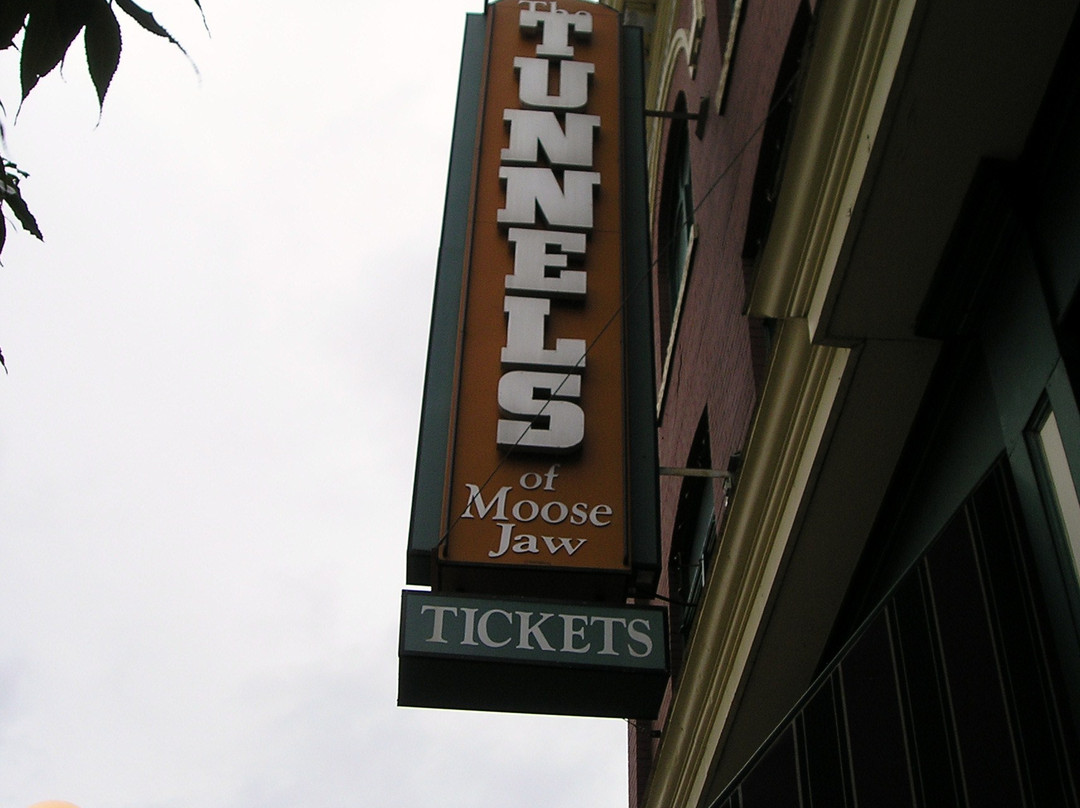 The
TUNNELS
of
Moose
Jaw
TICKETS